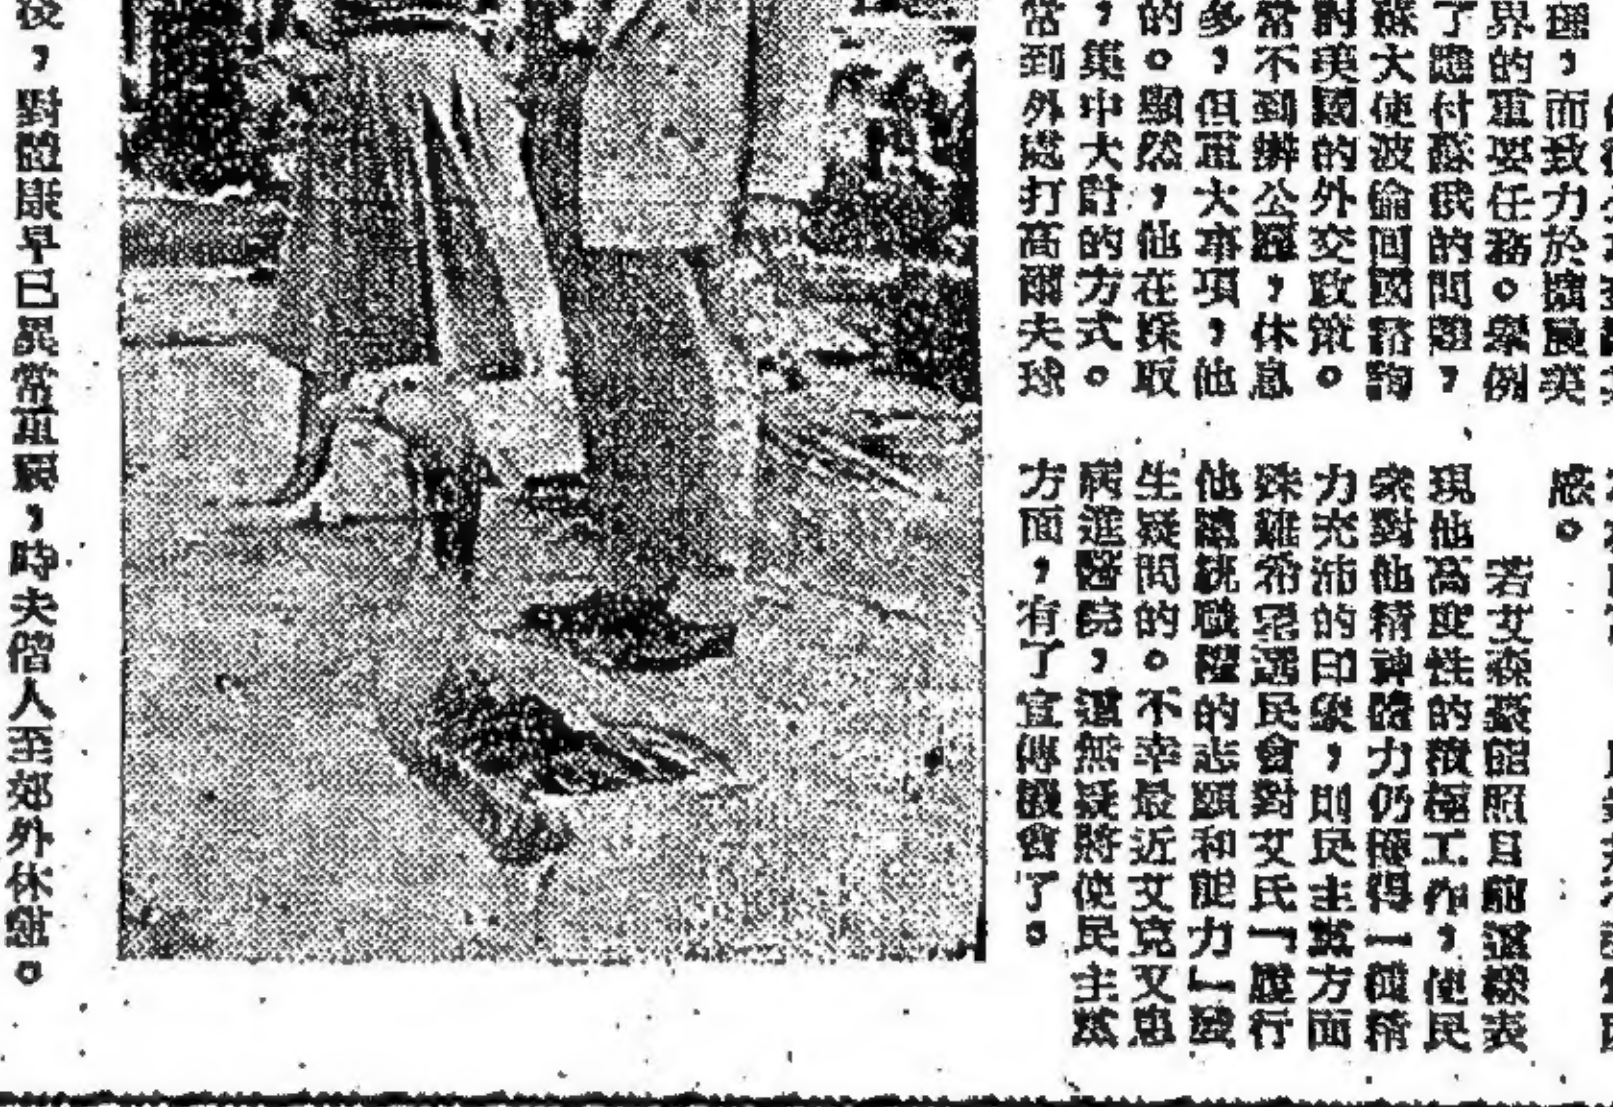 理，而致力於擴展英
界的重要任務。舉例
了應付蘇俄的問題，
蘇大使波倫回國諮詢
對美國的外交政策。
常不到辦公廳，休息
多，但重大事項，他
的。顯然，他在採取
，集中大計的方式。
常到外處打高爾夫球
感。
若艾森豪能照目前這樣表
現他高度性的積極工作，使民
眾對他精神體力仍獲得一種精
力充沛的印象，則民主黨方面
殊難希望選民會對艾氏「履行
他總統職權的志願和能力」發
生疑問的。不幸最近艾克又患
病進醫院，這無疑將使民主黨
方面，有了宣傳機會了。
後，對體康早已異常重視，時夫偕人至郊外休憩。